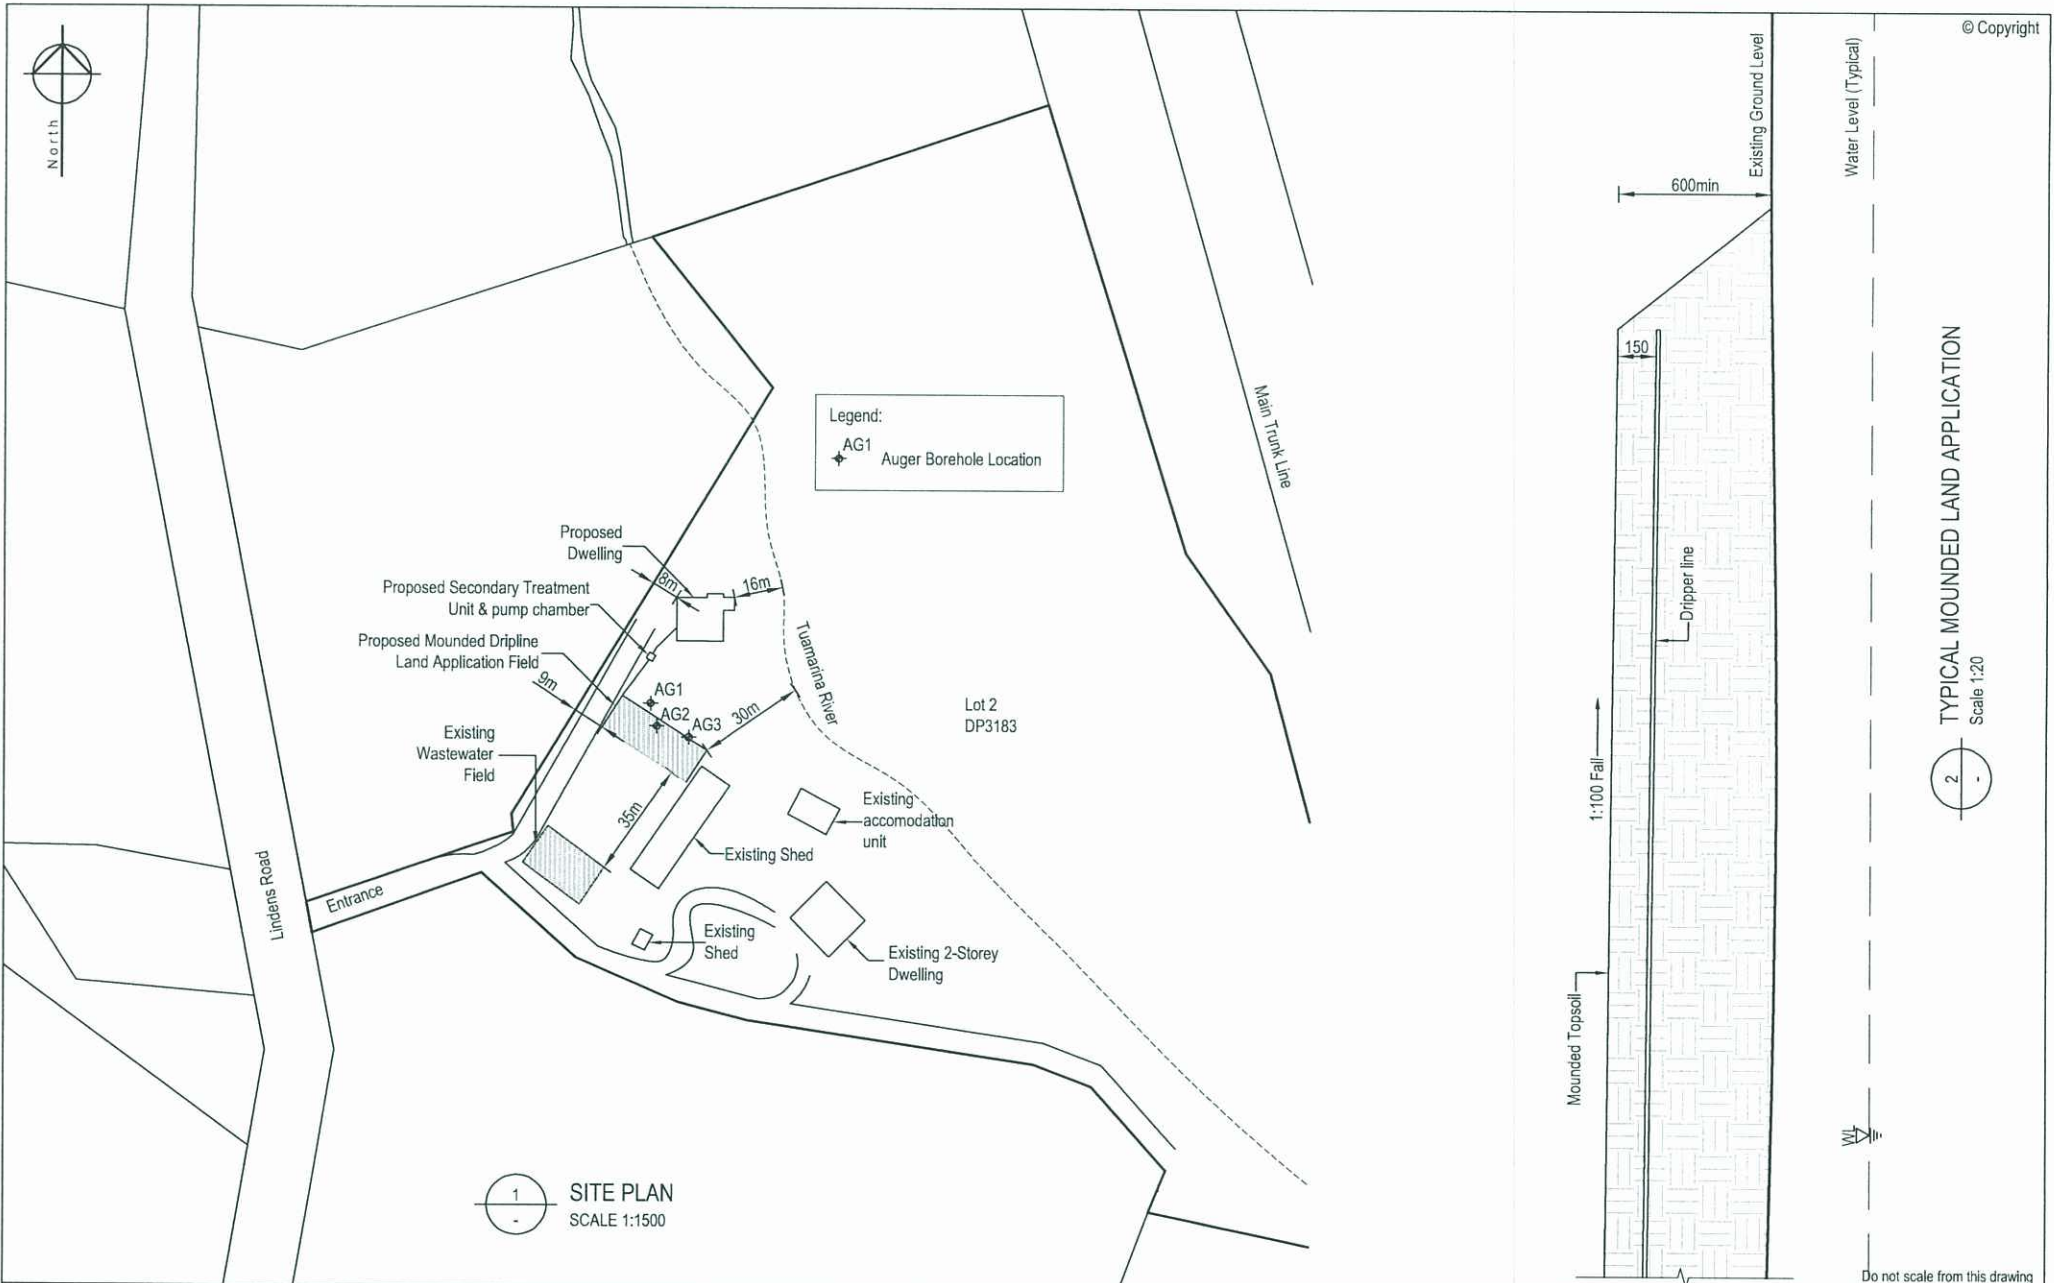 © Copyright
North
Legend:
AG1
Auger Borehole Location
Main Trunk Line
Proposed
Dwelling
8m
16m
Proposed Secondary Treatment
Unit & pump chamber
Proposed Mounded Dripline
Land Application Field
9m
AG1
AG2
AG3
30m
Tuamarina River
Lot 2
DP3183
Existing
Wastewater
Field
35m
Existing
accomodation
unit
Existing Shed
Lindens Road
Entrance
Existing
Shed
Existing 2-Storey
Dwelling
1
-
SITE PLAN
SCALE 1:1500
600min
Existing Ground Level
Water Level (Typical)
150
Dripper line
1:100 Fall
Mounded Topsoil
WL
2
-
TYPICAL MOUNDED LAND APPLICATION
Scale 1:20
Do not scale from this drawing